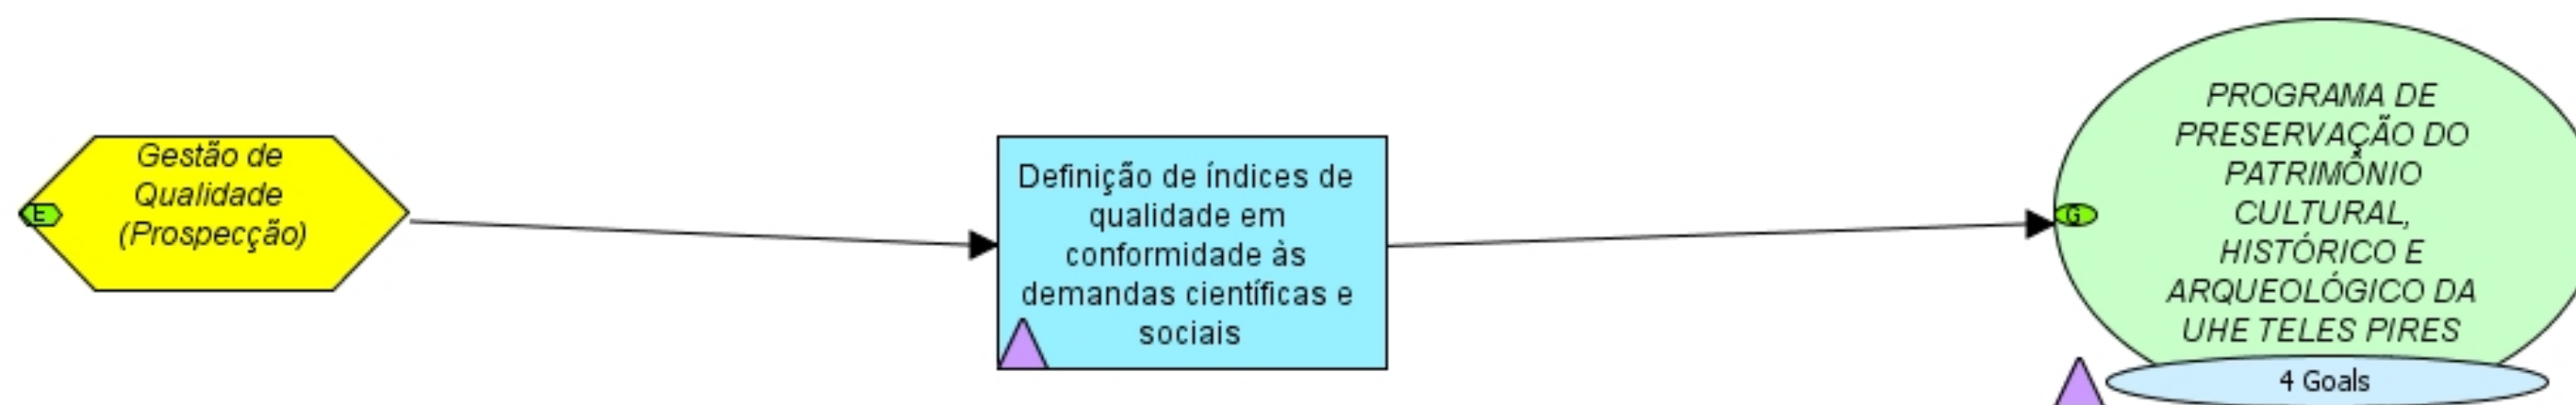 Gestão de
Qualidade
(Prospecção)
E
Definição de índices de
qualidade em
conformidade às
demandas científicas e
sociais
PROGRAMA DE
PRESERVAÇÃO DO
PATRIMÔNIO
CULTURAL,
HISTÓRICO E
ARQUEOLÓGICO DA
UHE TELES PIRES
G
4 Goals